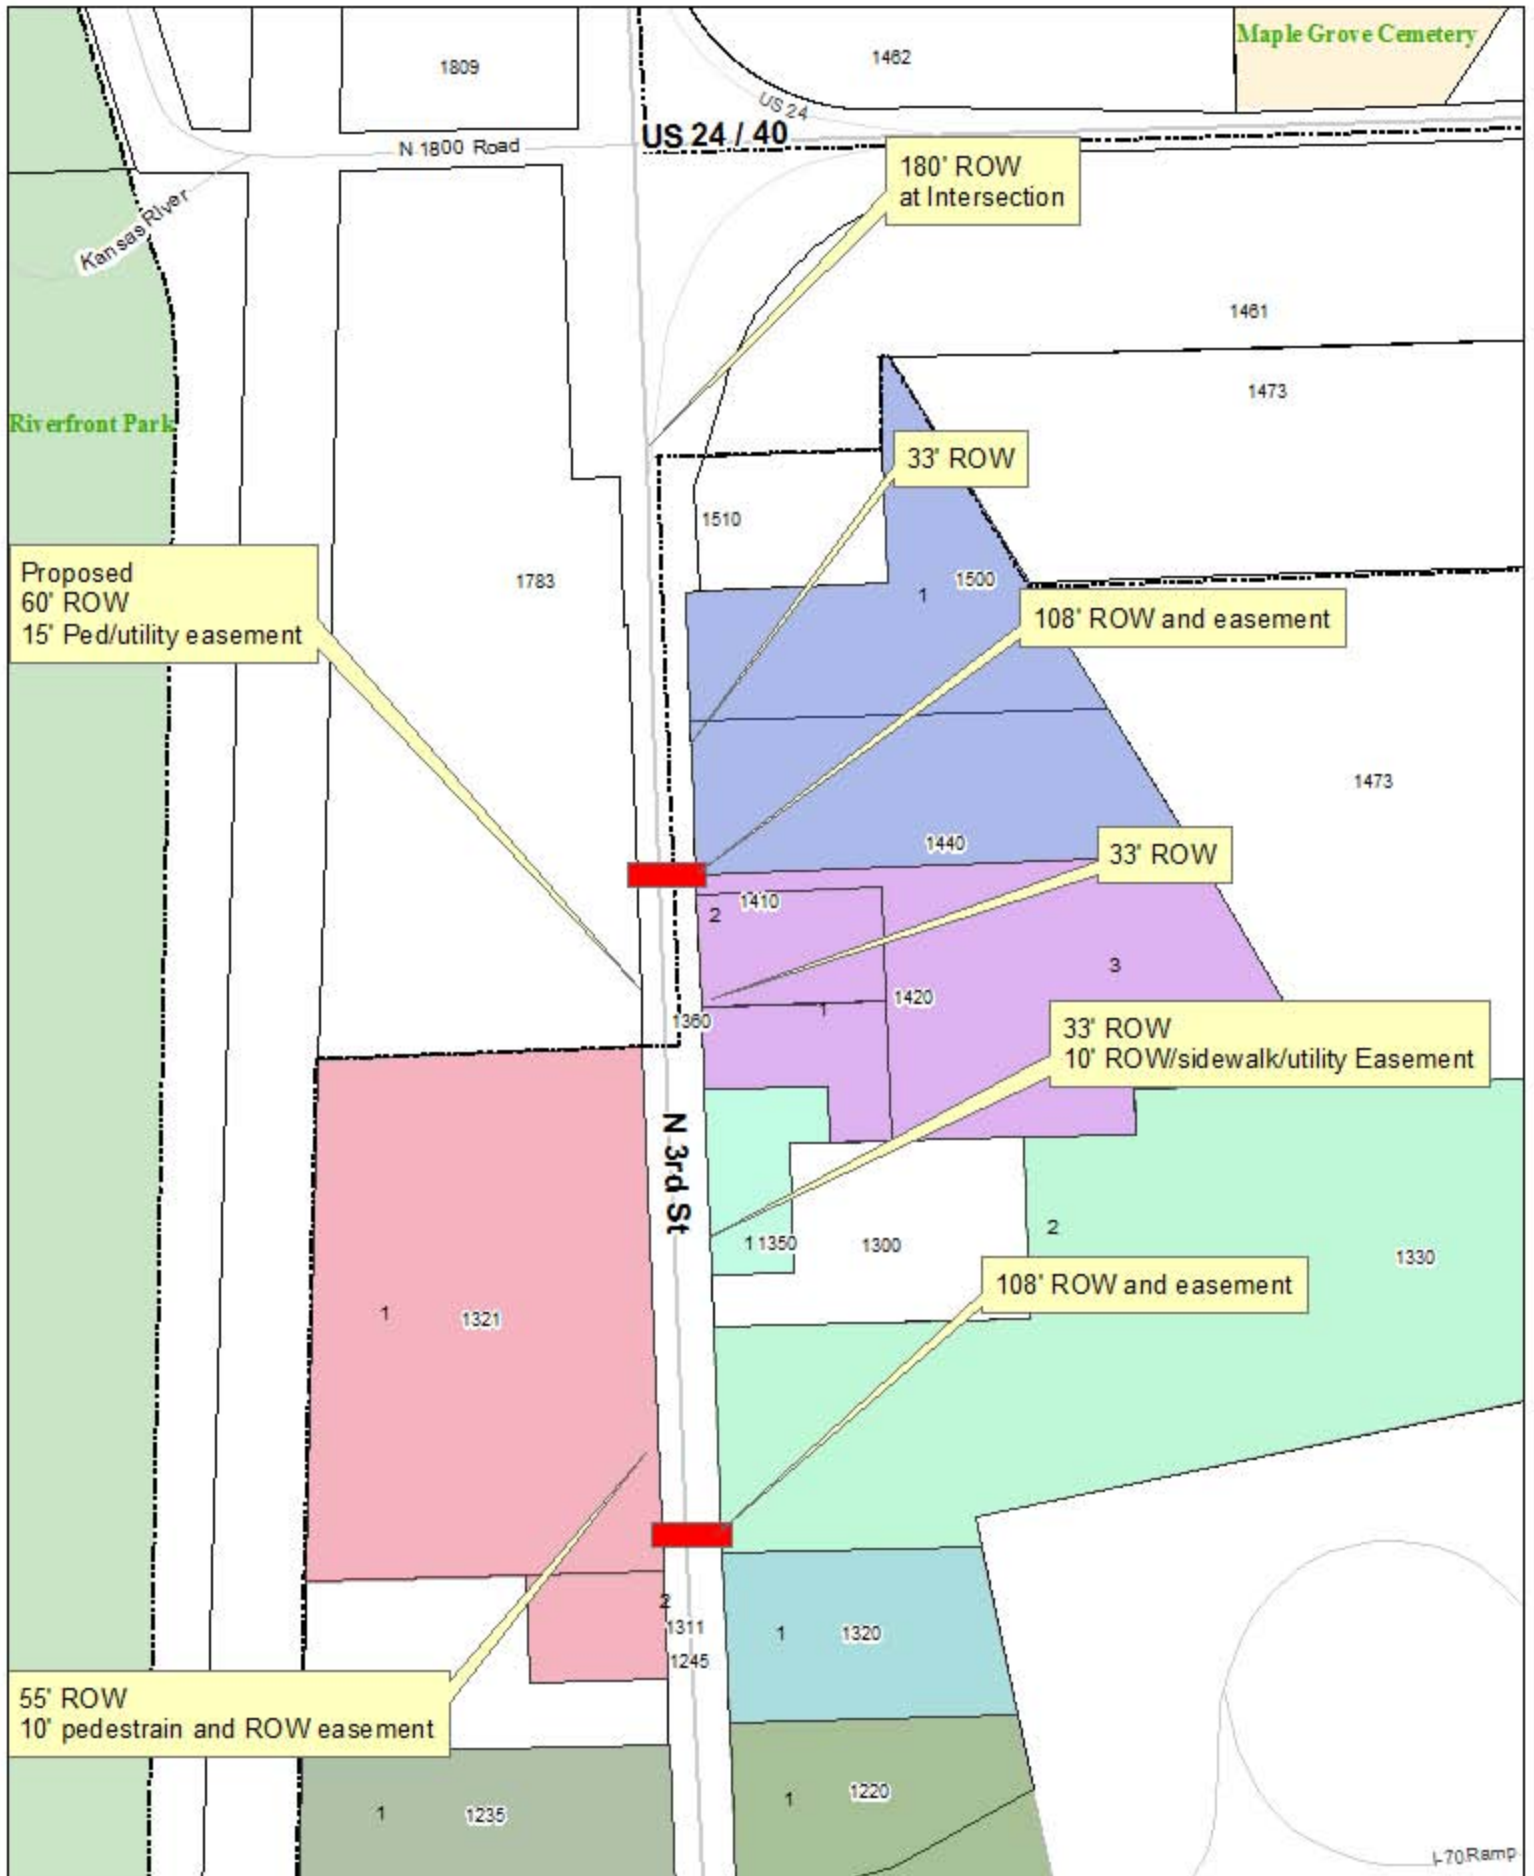 Maple Grove Cemetery
1809
1462
US 24
US 24 / 40
N 1800 Road
180' ROW
at Intersection
Kansas River
1461
1473
Riverfront Park
33' ROW
1510
Proposed
60' ROW
15' Ped/utility easement
1783
1
1500
108' ROW and easement
1473
1440
33' ROW
1410
2
3
1420
1
1360
33' ROW
10' ROW/sidewalk/utility Easement
N 3rd St
2
1
1350
1300
1330
108' ROW and easement
1
1321
2
1311
1
1320
1245
55' ROW
10' pedestrain and ROW easement
1
1220
1
1235
I-70 Ramp